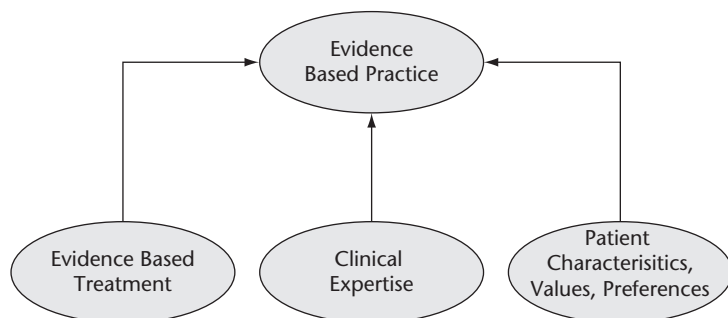 Evidence
Based Practice
Evidence Based
Treatment
Clinical
Expertise
Patient
Characterisitics,
Values, Preferences